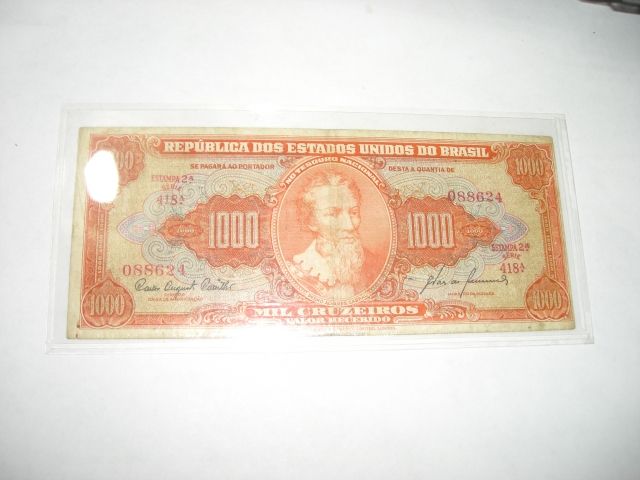 REPÚBLICA DOS ESTADOS UNIDOS DO BRASIL
SE PAGARÁ AO PORTADOR DESTA A QUANTIA DE
NO TESOURO NACIONAL
1000
ESTAMPA 2ª
SÉRIE
418ª
088624
1000 1000
ESTAMPA 2ª
SÉRIE
418ª
088624
1000 1000
MIL CRUZEIROS
VALOR RECEBIDO